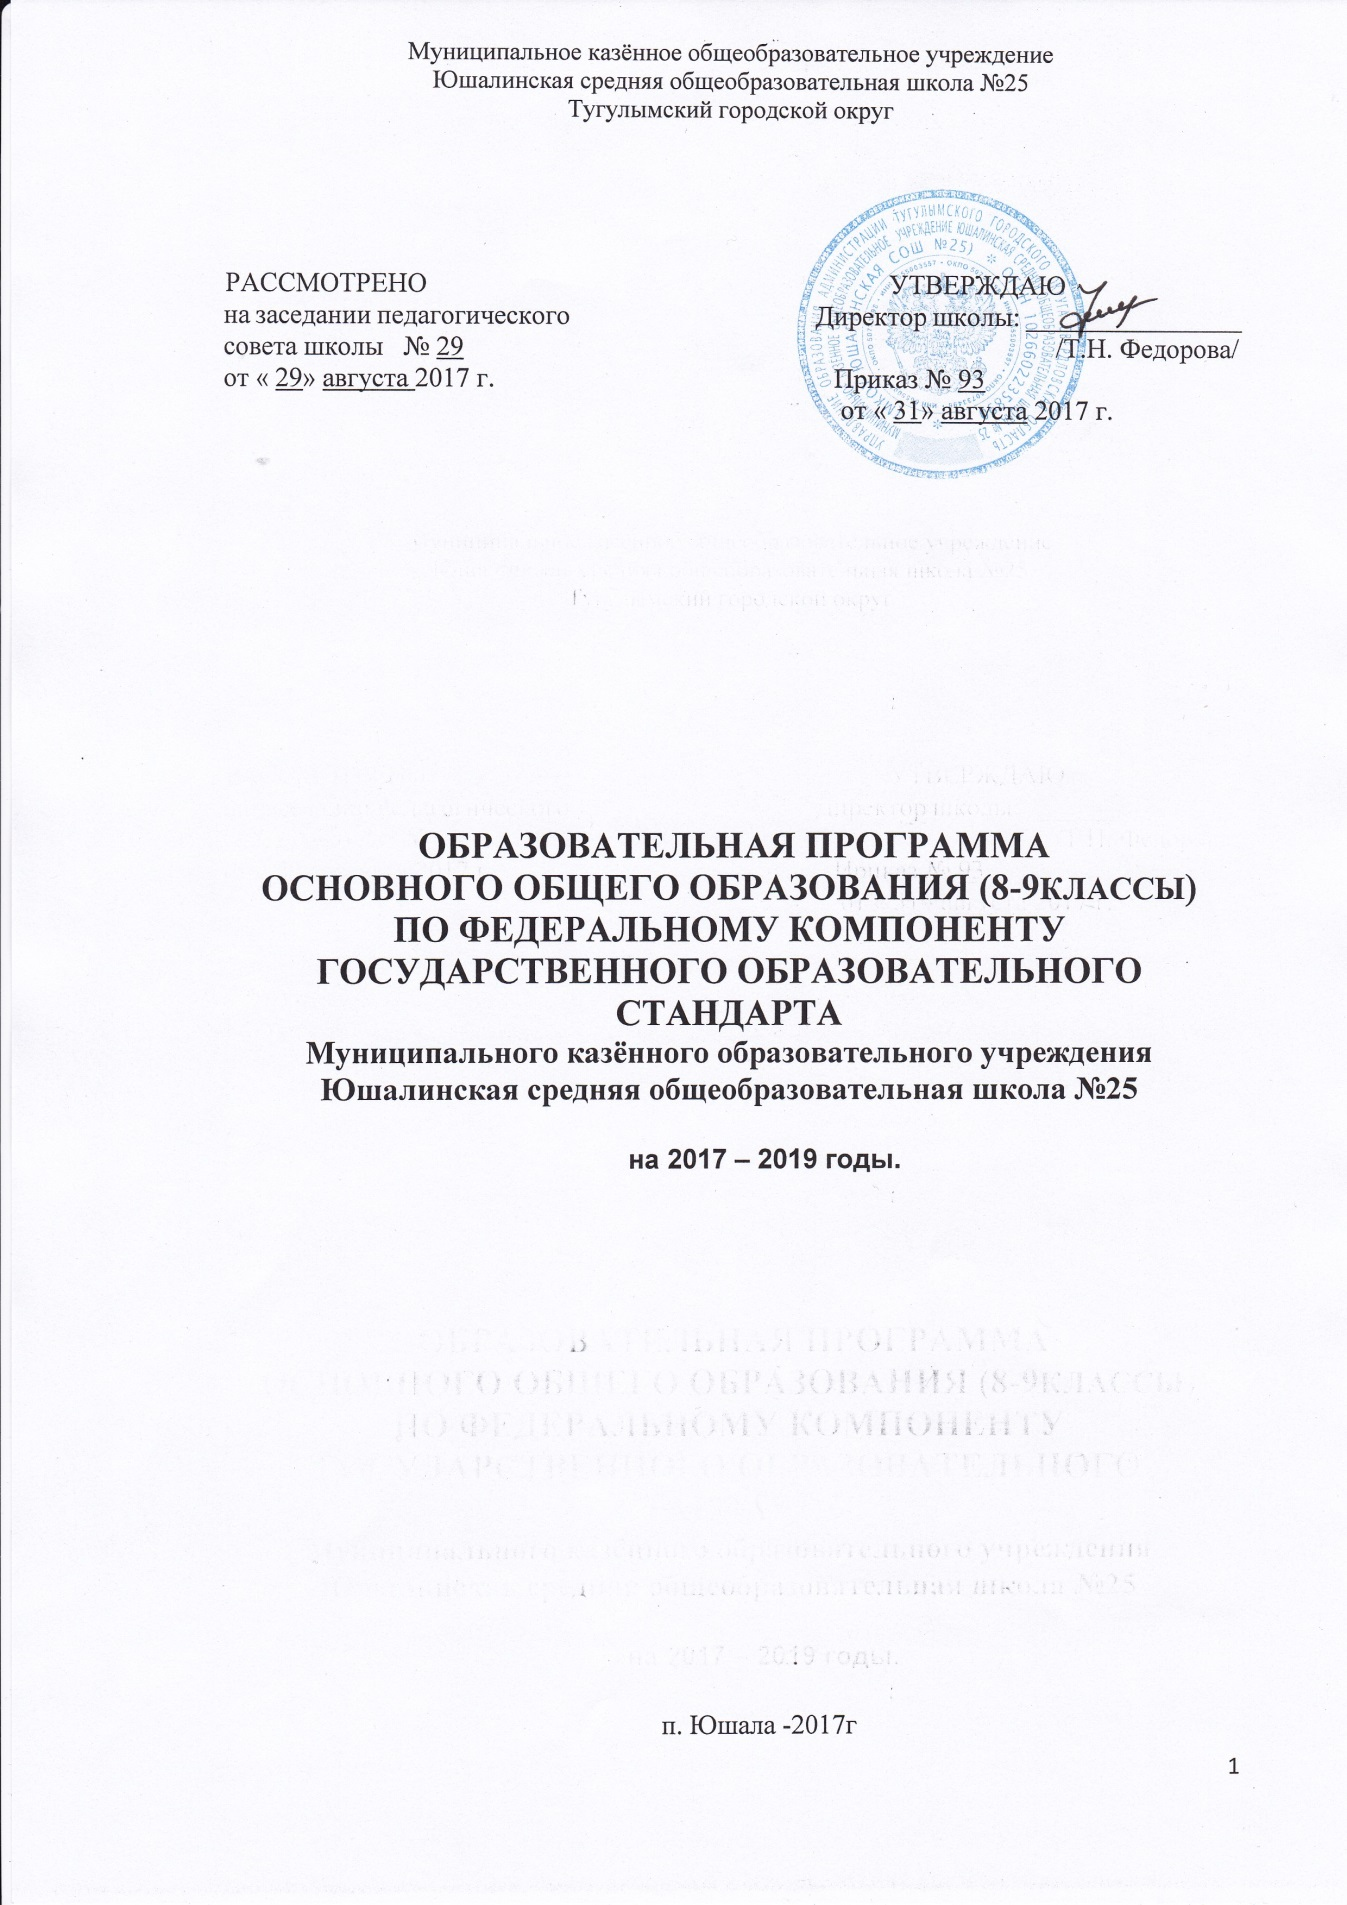 Муниципальное казённое общеобразовательное учреждение
Юшалинская средняя общеобразовательная школа №25
Тугулымский городской округ
РАССМОТРЕНО
на заседании педагогического
совета школы № 29
от « 29» августа 2017 г.
УТВЕРЖДАЮ
Директор школы:
/Т.Н. Федорова/
Приказ № 93
от « 31» августа 2017 г.
ОБРАЗОВАТЕЛЬНАЯ ПРОГРАММА
ОСНОВНОГО ОБЩЕГО ОБРАЗОВАНИЯ (8-9КЛАССЫ)
ПО ФЕДЕРАЛЬНОМУ КОМПОНЕНТУ
ГОСУДАРСТВЕННОГО ОБРАЗОВАТЕЛЬНОГО
СТАНДАРТА
Муниципального казённого образовательного учреждения
Юшалинская средняя общеобразовательная школа №25
на 2017 – 2019 годы.
п. Юшала -2017г
1